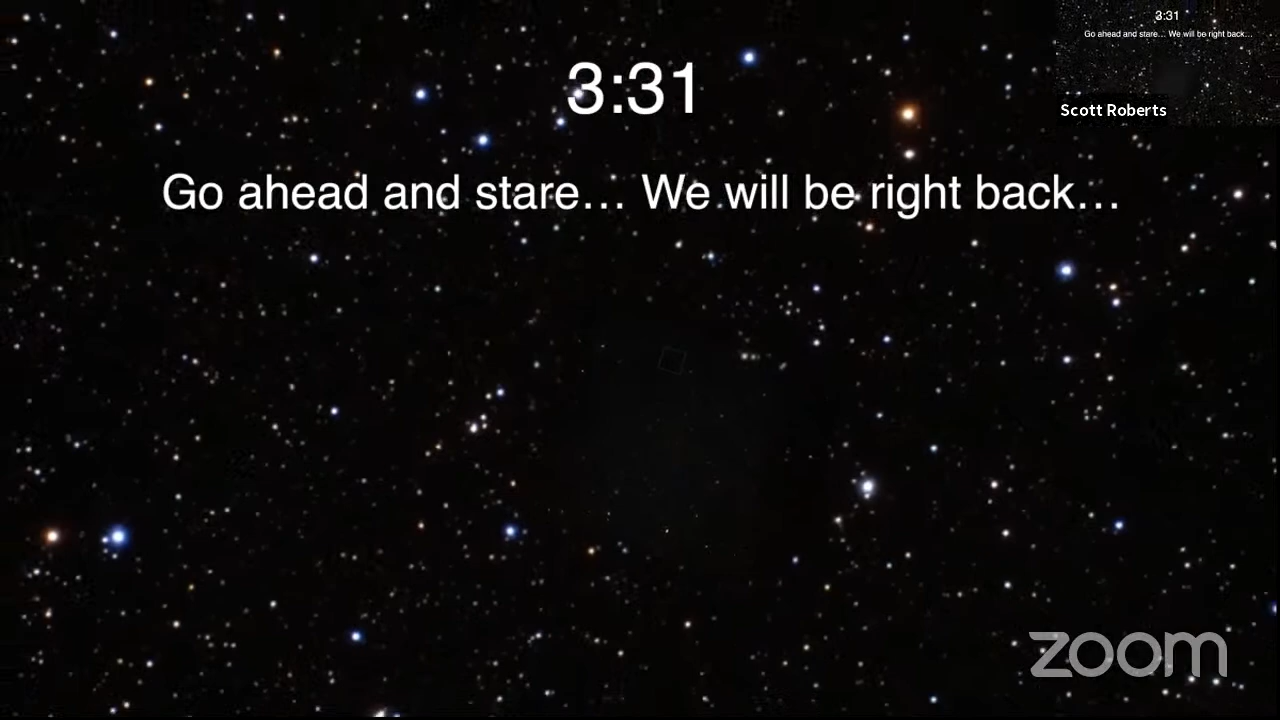 3:31
Go ahead and stare... We will be right back...
3:31
Go ahead and stare... We will be right back...
Scott Roberts
zoom